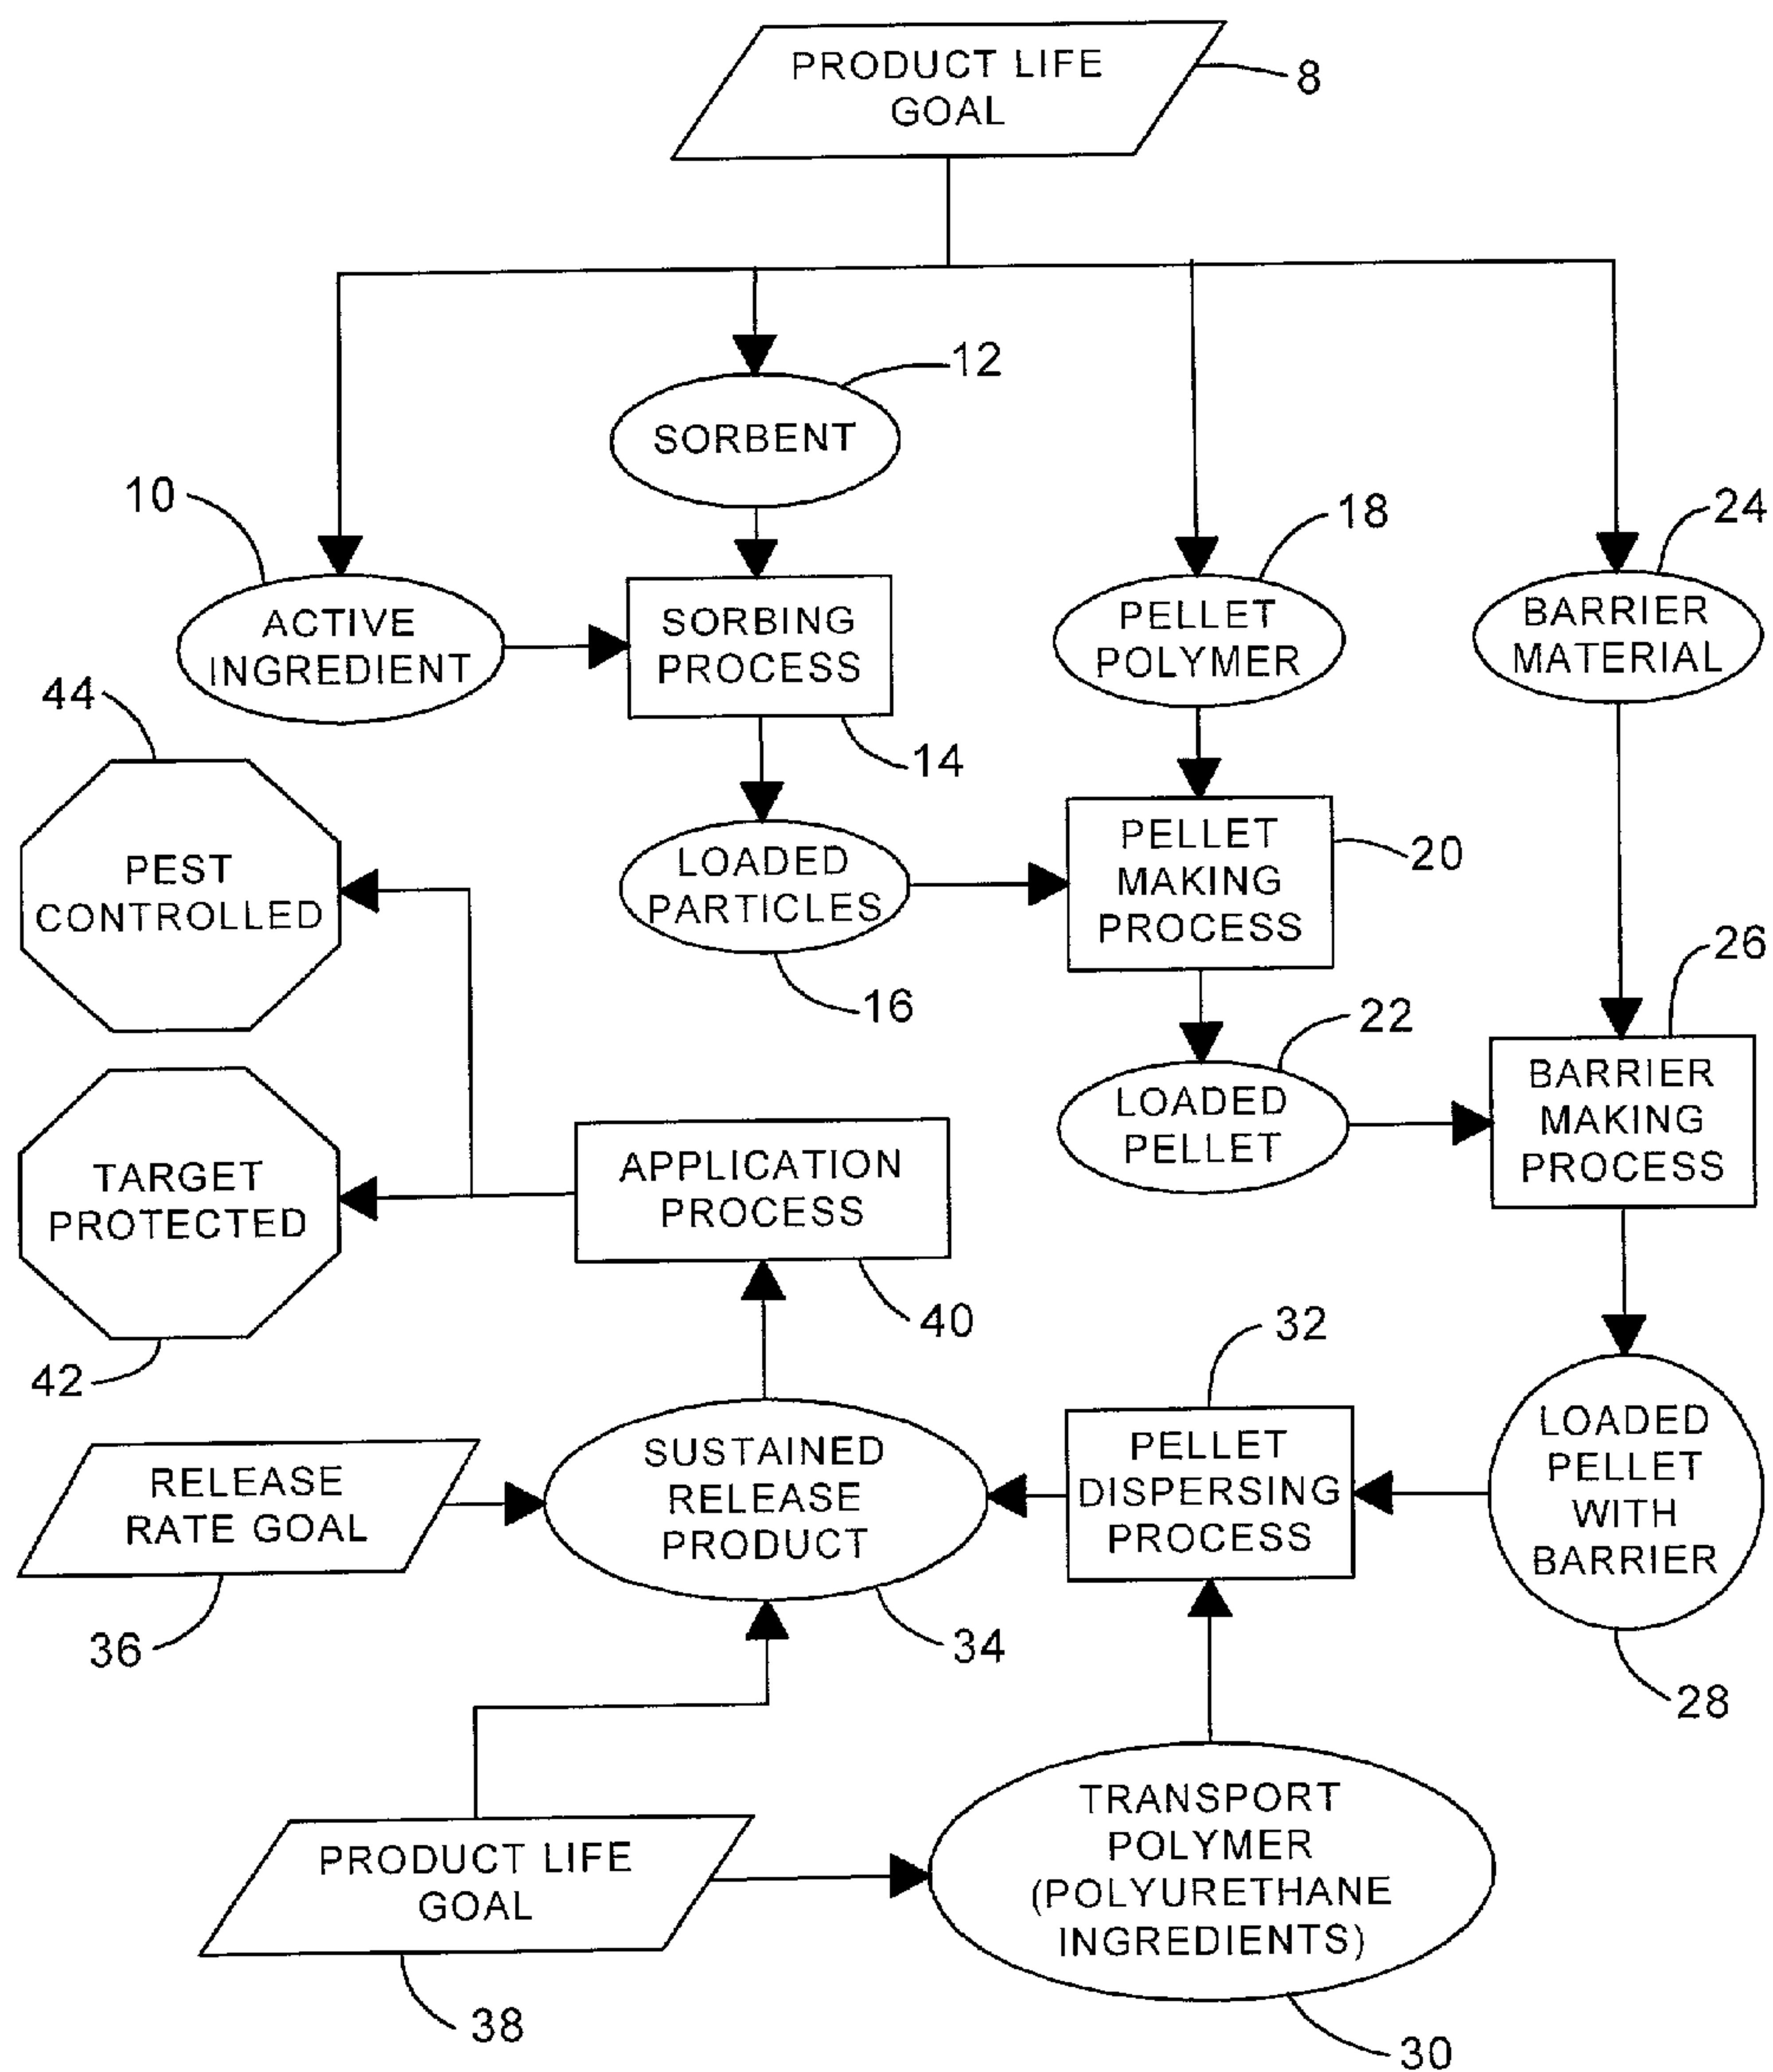 PRODUCT LIFE
GOAL
8
12
SORBENT
10
18
24
ACTIVE
INGREDIENT
SORBING
PROCESS
PELLET
POLYMER
BARRIER
MATERIAL
44
14
PEST
CONTROLLED
LOADED
PARTICLES
PELLET
MAKING
PROCESS
20
16
22
26
LOADED
PELLET
BARRIER
MAKING
PROCESS
TARGET
PROTECTED
APPLICATION
PROCESS
42
40
32
RELEASE
RATE GOAL
SUSTAINED
RELEASE
PRODUCT
PELLET
DISPERSING
PROCESS
LOADED
PELLET
WITH
BARRIER
36
34
28
PRODUCT LIFE
GOAL
TRANSPORT
POLYMER
(POLYURETHANE
INGREDIENTS)
38
30